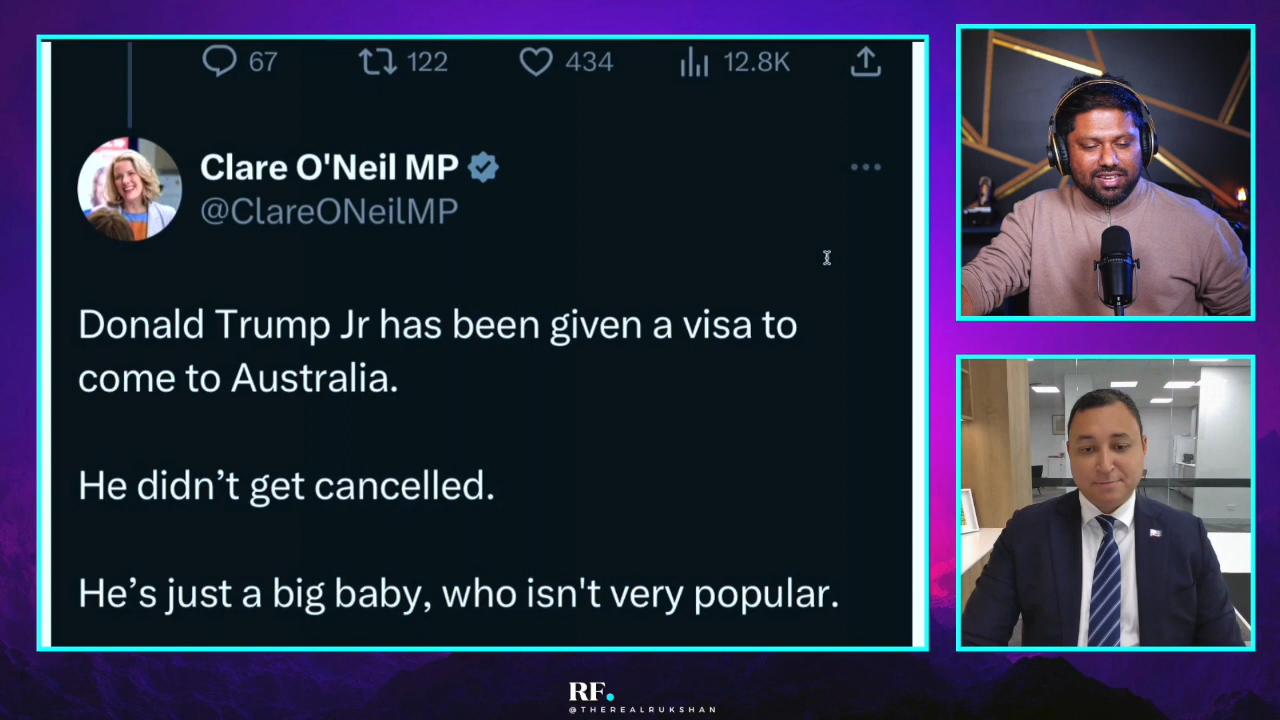 67 122 434 12.8K
Clare O'Neil MP
@ClareONeilMP
Donald Trump Jr has been given a visa to
come to Australia.
He didn’t get cancelled.
He’s just a big baby, who isn't very popular.
RF.
@THEREALRUKSHAN